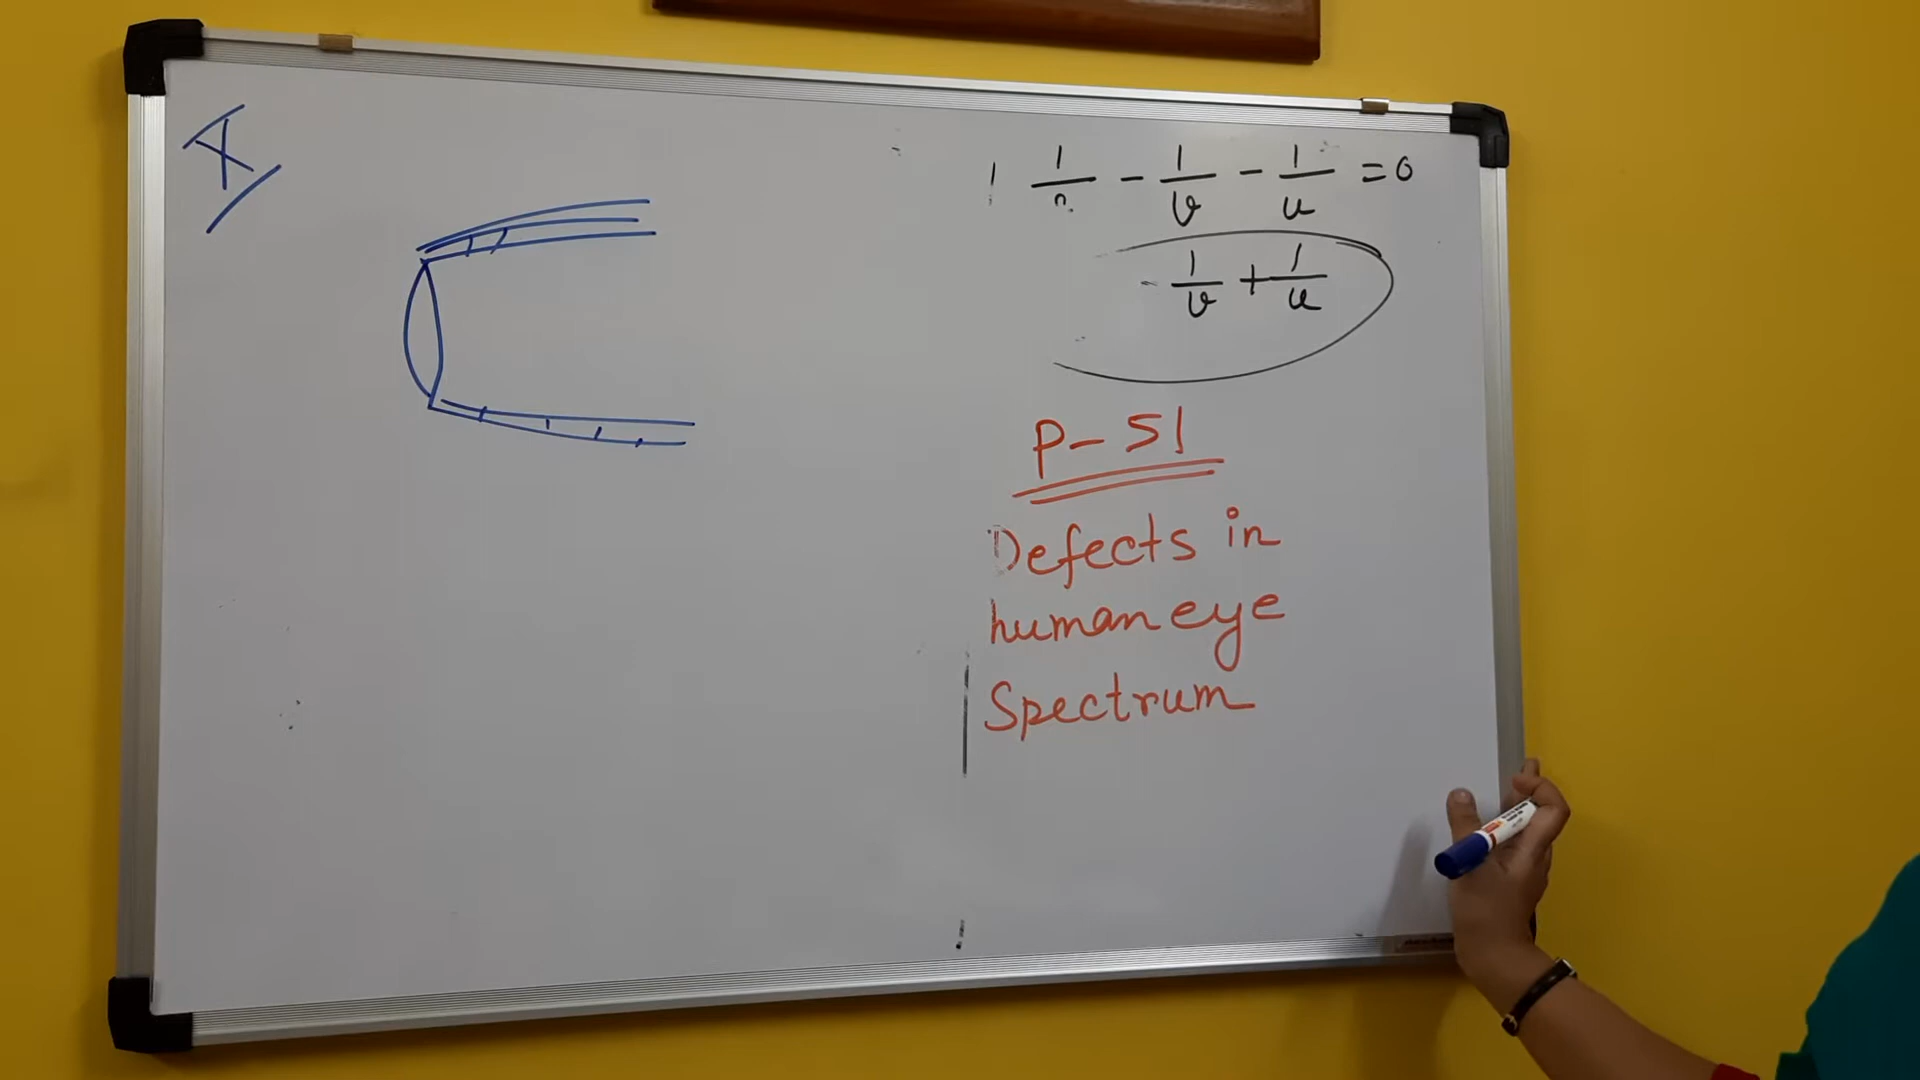 1/n - 1/v - 1/u = 0
- 1/v + 1/u
P- 51
Defects in
human eye
Spectrum